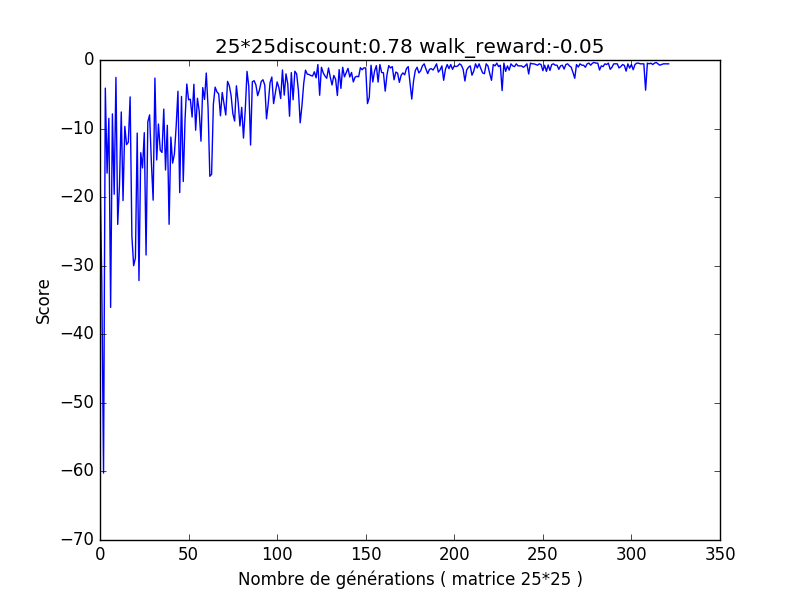 25*25discount:0.78 walk_reward:-0.05
0
−10
−20
−30
−40
−50
−60
−70
Score
0 50 100 150 200 250 300 350
Nombre de générations ( matrice 25*25 )